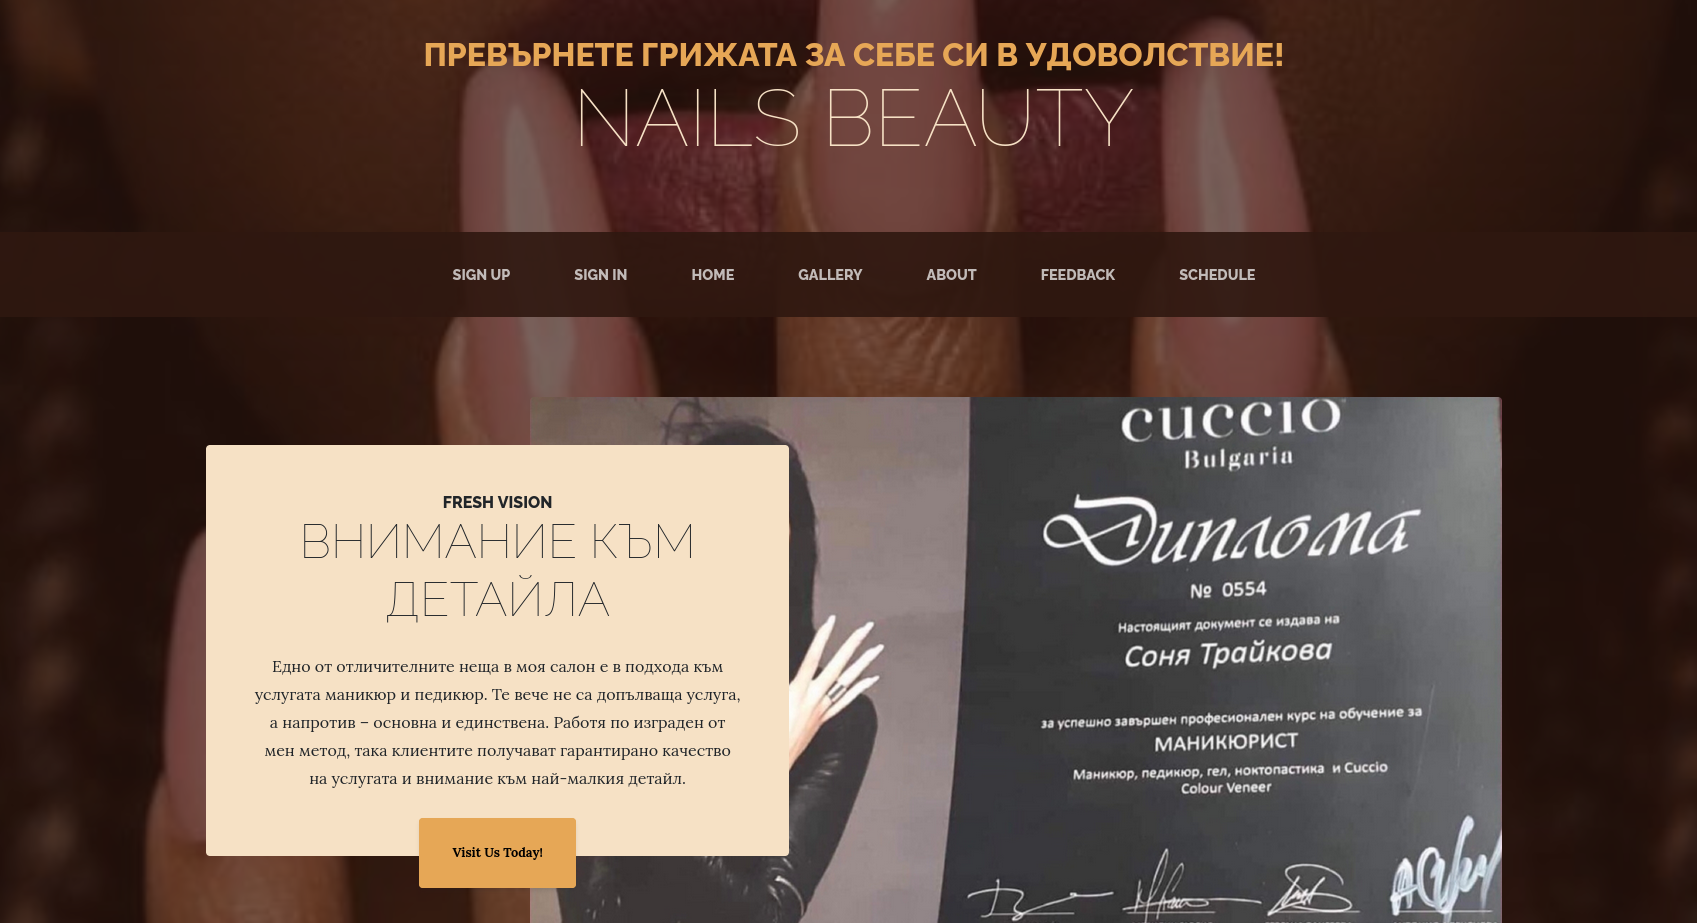 ПРЕВЪРНЕТЕ ГРИЖАТА ЗА СЕБЕ СИ В УДОВОЛСТВИЕ!
NAILS BEAUTY
SIGN UP SIGN IN HOME GALLERY ABOUT FEEDBACK SCHEDULE
FRESH VISION
ВНИМАНИЕ КЪМ
ДЕТАЙЛА
Едно от отличителните неща в моя салон е в подхода към
услугата маникюр и педикюр. Те вече не са допълваща услуга,
а напротив – основна и единствена. Работя по изграден от
мен метод, така клиентите получават гарантирано качество
на услугата и внимание към най-малкия детайл.
Visit Us Today!
cuccio
Bulgaria
Диплома
№ 0554
Настоящият документ се издава на
Соня Трайкова
за успешно завършен професионален курс на обучение за
МАНИКЮРИСТ
Маникюр, педикюр, гел, ноктопластика и Cuccio
Colour Veneer